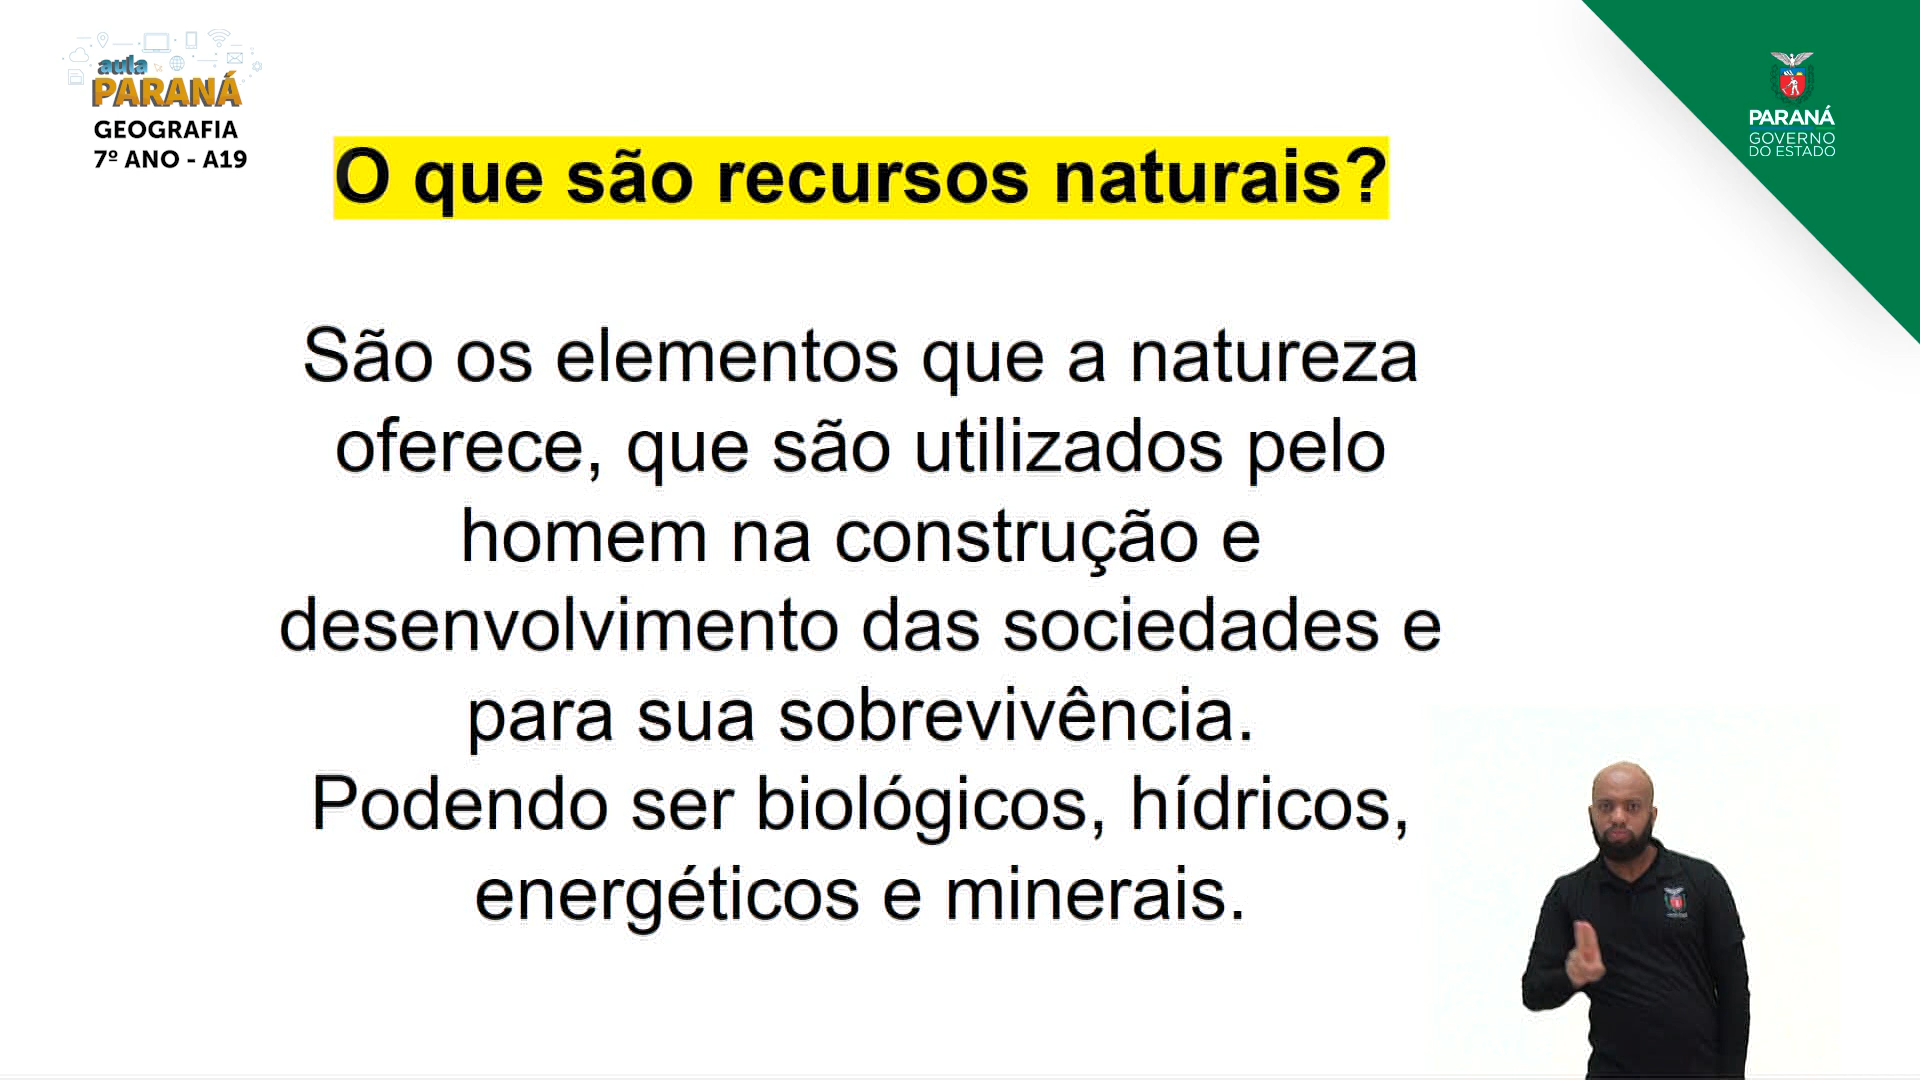 aula
PARANÁ
GEOGRAFIA
7º ANO - A19
PARANÁ
GOVERNO
DO ESTADO
O que são recursos naturais?
São os elementos que a natureza
oferece, que são utilizados pelo
homem na construção e
desenvolvimento das sociedades e
para sua sobrevivência.
Podendo ser biológicos, hídricos,
energéticos e minerais.